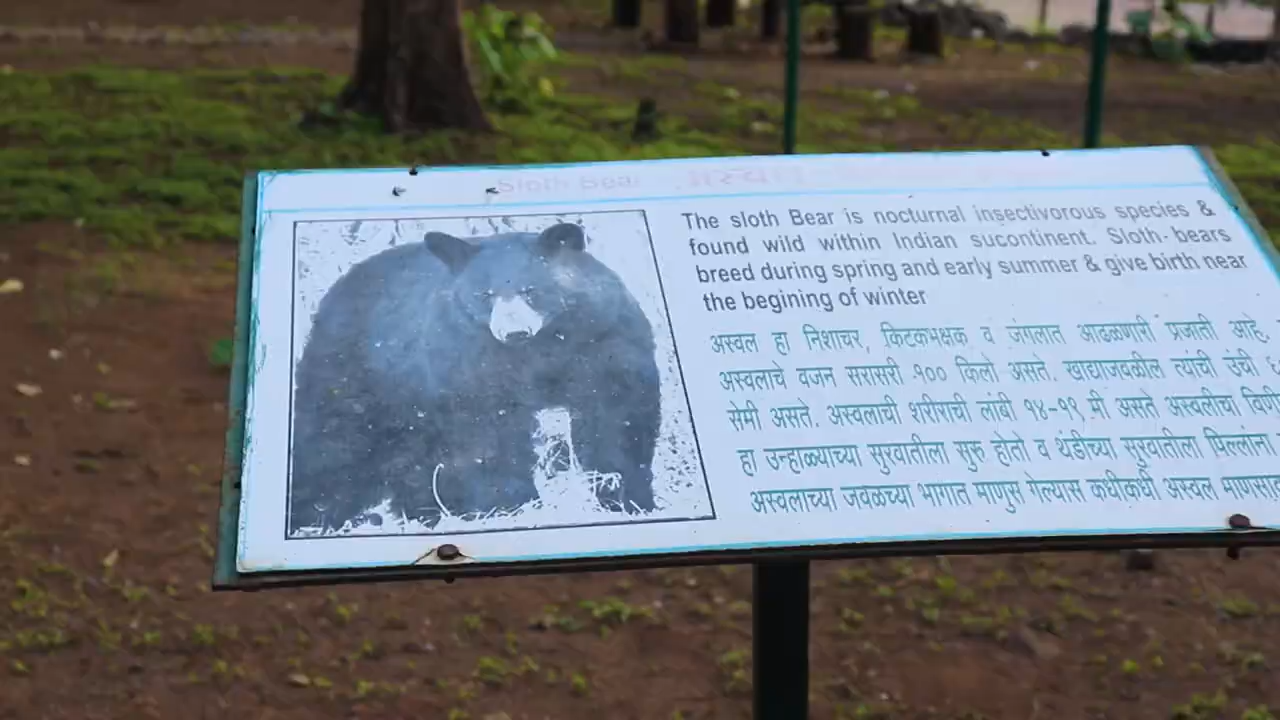 Sloth Bear अस्वल
The sloth Bear is nocturnal insectivorous species &
found wild within Indian sucontinent. Sloth-bears
breed during spring and early summer & give birth near
the begining of winter
अस्वल हा निशाचर, किटकभक्षक व जंगलात आढळणारी प्रजाती आहे.
अस्वलाचे वजन सरासरी १०० किलो असते. खाद्याजवळील त्यांची उंची
सेमी असते. अस्वलाची शरीराची लांबी १४-१९ मी असते अस्वलीचा विणी
हा उन्हाळ्याच्या सुरवातीला सुरु होतो व थंडीच्या सुरवातीला पिल्लांना
अस्वलाच्या जवळच्या भागात माणुस गेल्यास कधीकधी अस्वल माणसा